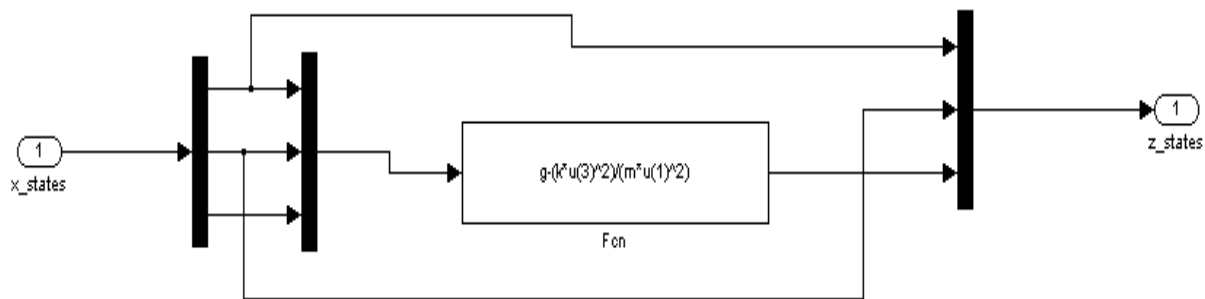 1
x_states
g-(k*u(3)^2)/(m*u(1)^2)
Fcn
1
z_states